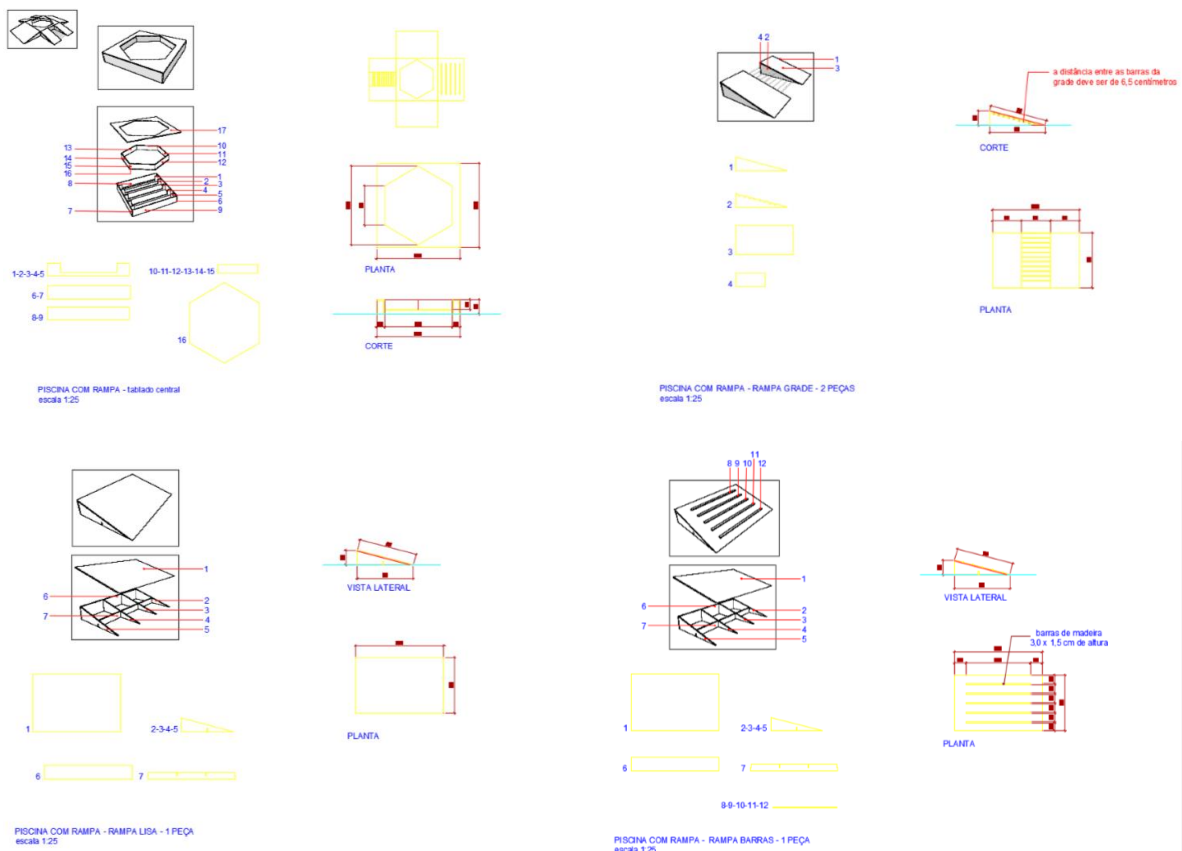 17
13
14
15
16
8
7
10
11
12
1
2
3
4
5
6
9
1-2-3-4-5
6-7
8-9
10-11-12-13-14-15
16
PLANTA
CORTE
PISCINA COM RAMPA - tablado central
escala 1:25
4 2
1
3
1
2
3
4
a distância entre as barras da
grade deve ser de 6,5 centímetros
CORTE
PLANTA
PISCINA COM RAMPA - RAMPA GRADE - 2 PEÇAS
escala 1:25
1
6
2
3
7
4
5
1
2-3-4-5
6
7
VISTA LATERAL
PLANTA
PISCINA COM RAMPA - RAMPA LISA - 1 PEÇA
escala 1:25
11
8 9 10 12
1
6
2
3
7
4
5
1
2-3-4-5
6
7
8-9-10-11-12
VISTA LATERAL
barras de madeira
3,0 x 1,5 cm de altura
PLANTA
PISCINA COM RAMPA - RAMPA BARRAS - 1 PEÇA
escala 1:25